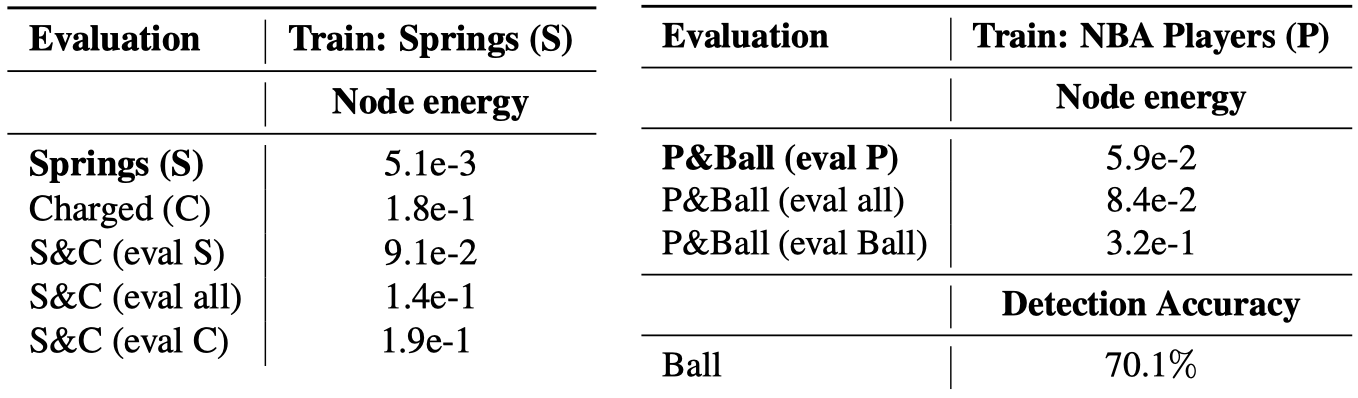 Evaluation Train: Springs (S)
Node energy
Springs (S) 5.1e-3
Charged (C) 1.8e-1
S&C (eval S) 9.1e-2
S&C (eval all) 1.4e-1
S&C (eval C) 1.9e-1
Evaluation Train: NBA Players (P)
Node energy
P&Ball (eval P) 5.9e-2
P&Ball (eval all) 8.4e-2
P&Ball (eval Ball) 3.2e-1
Detection Accuracy
Ball 70.1%